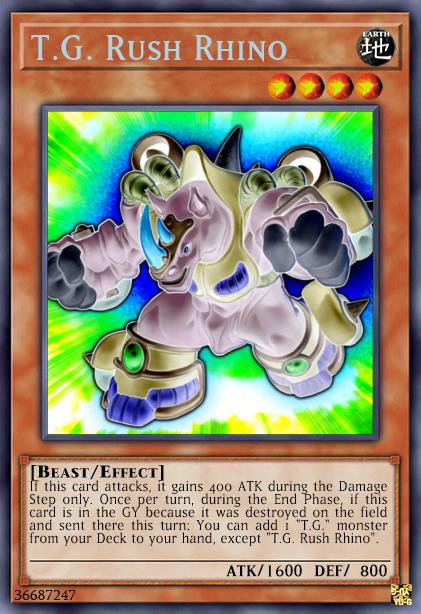 T.G. Rush Rhino
EARTH
地
[Beast/Effect]
If this card attacks, it gains 400 ATK during the Damage
Step only. Once per turn, during the End Phase, if this
card is in the GY because it was destroyed on the field
and sent there this turn: You can add 1 "T.G." monster
from your Deck to your hand, except "T.G. Rush Rhino".
ATK/1600 DEF/ 800
36687247